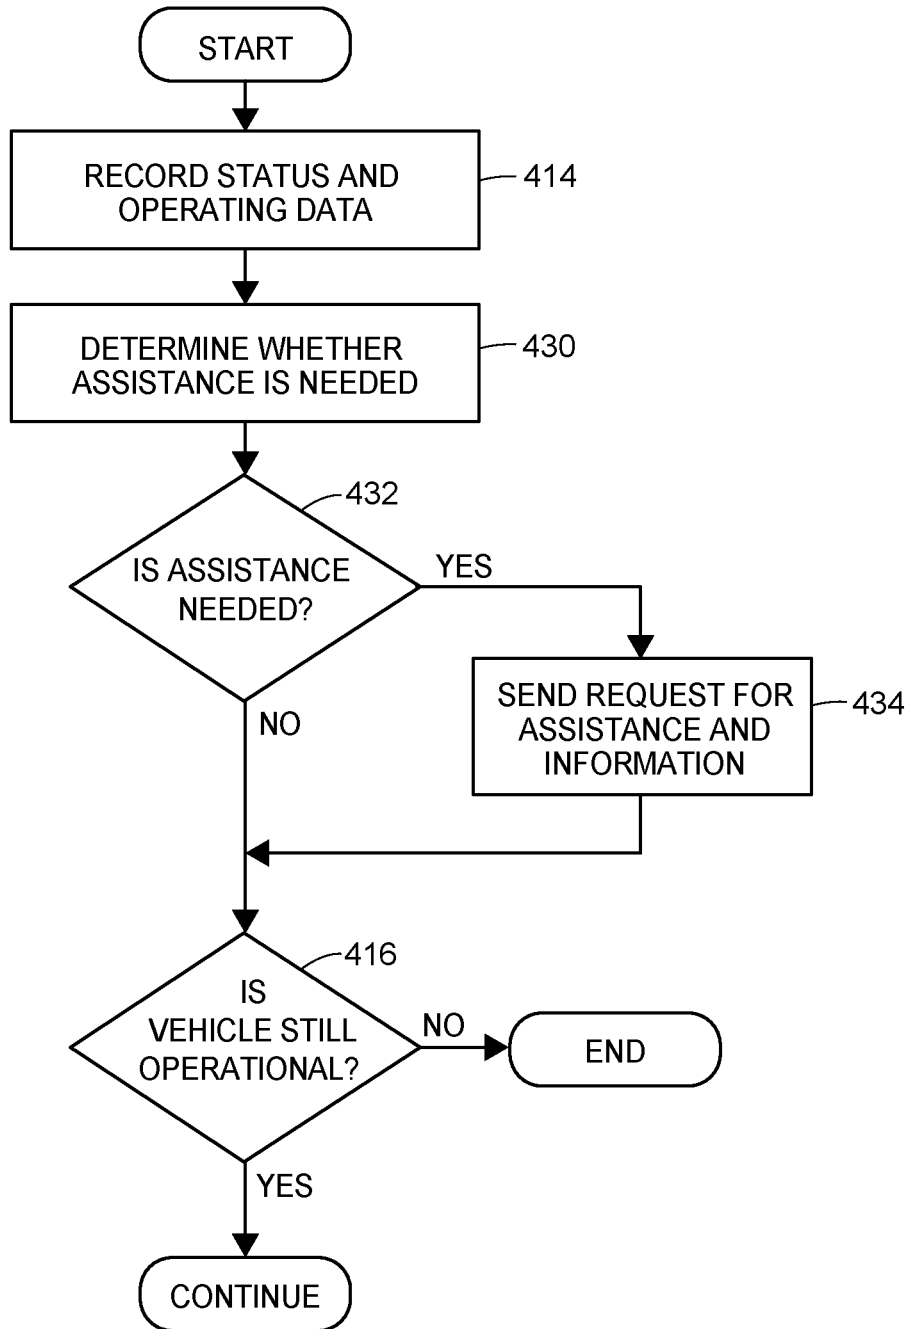 START
RECORD STATUS AND
OPERATING DATA
414
DETERMINE WHETHER
ASSISTANCE IS NEEDED
430
432
IS ASSISTANCE
NEEDED?
YES
NO
SEND REQUEST FOR
ASSISTANCE AND
INFORMATION
434
416
IS
VEHICLE STILL
OPERATIONAL?
NO
END
YES
CONTINUE